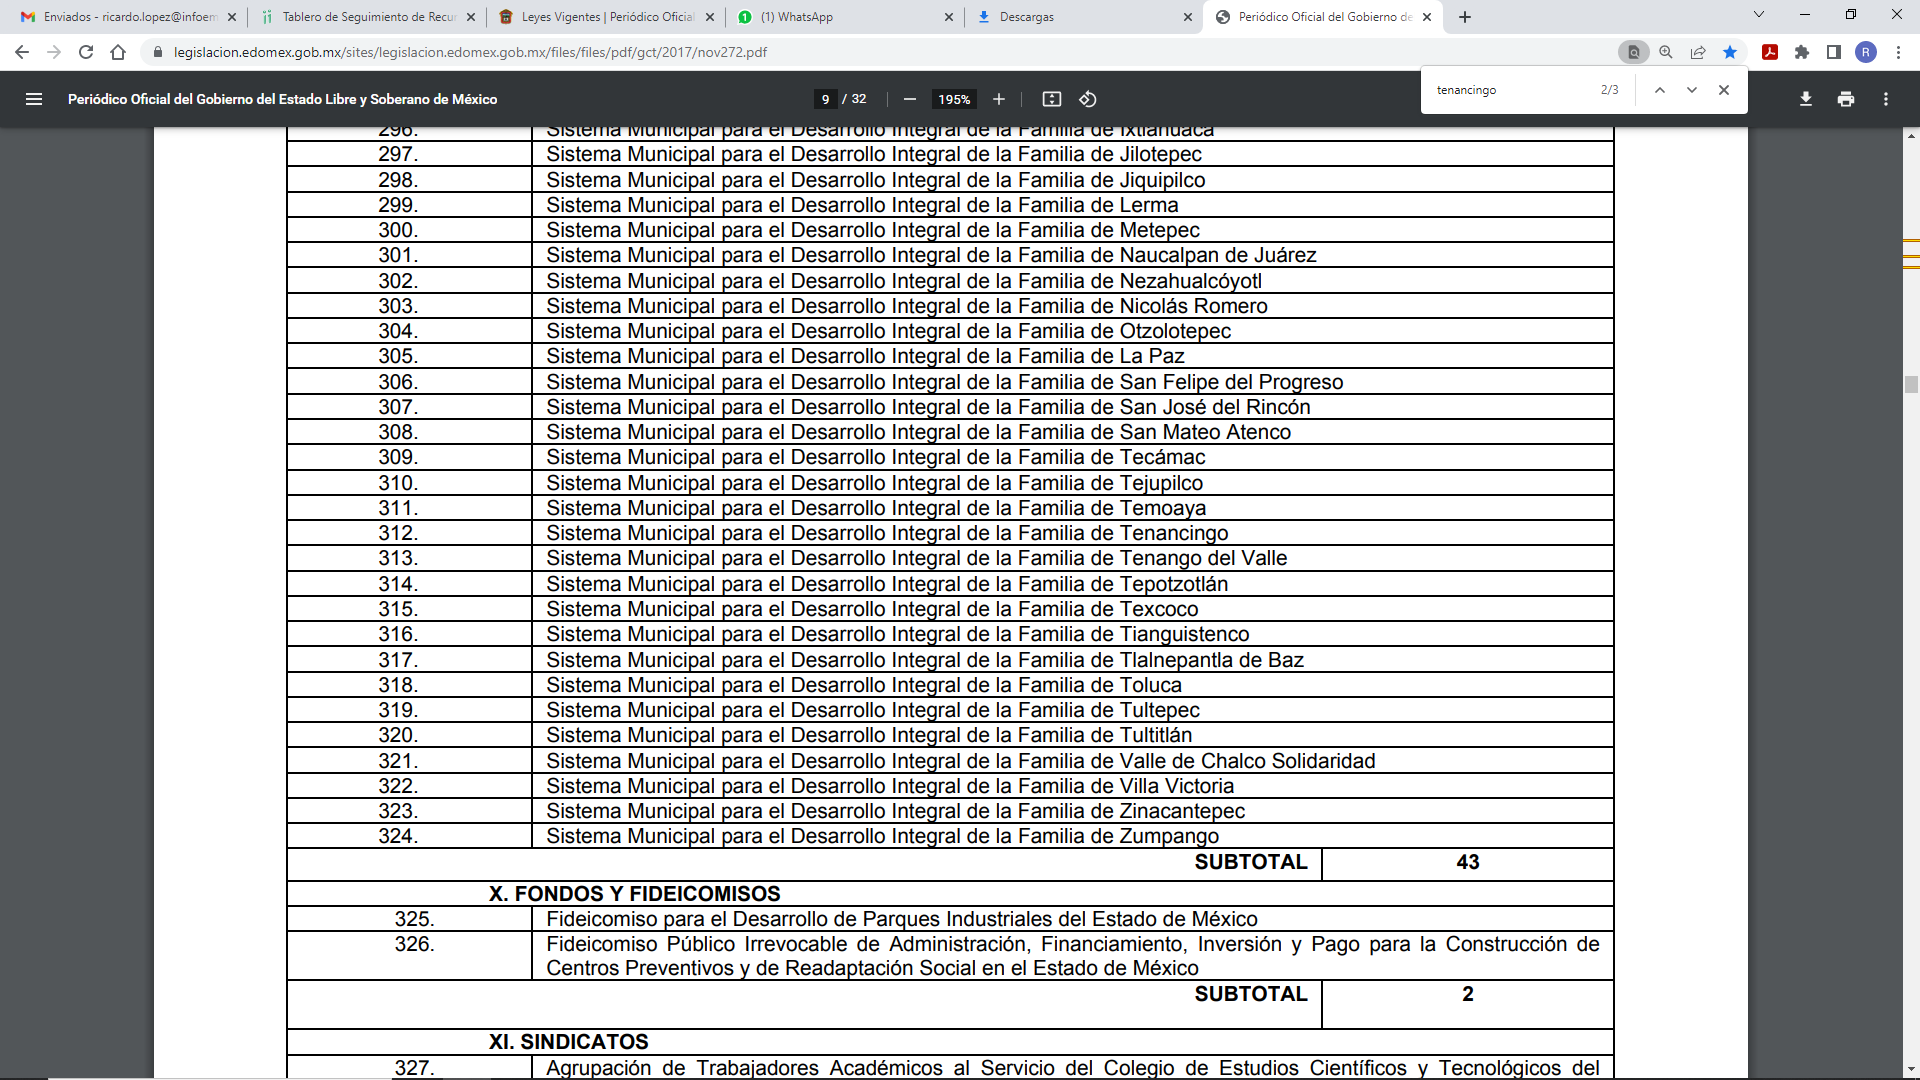 Enviados - ricardo.lopez@infoem
Tablero de Seguimiento de Recur
Leyes Vigentes | Periódico Oficial
(1) WhatsApp
Descargas
Periódico Oficial del Gobierno de
legislacion.edomex.gob.mx/sites/legislacion.edomex.gob.mx/files/files/pdf/gct/2017/nov272.pdf
R
Periódico Oficial del Gobierno del Estado Libre y Soberano de México
9 / 32
195%
tenancingo 2/3
296. Sistema Municipal para el Desarrollo Integral de la Familia de Ixtlahuaca
297. Sistema Municipal para el Desarrollo Integral de la Familia de Jilotepec
298. Sistema Municipal para el Desarrollo Integral de la Familia de Jiquipilco
299. Sistema Municipal para el Desarrollo Integral de la Familia de Lerma
300. Sistema Municipal para el Desarrollo Integral de la Familia de Metepec
301. Sistema Municipal para el Desarrollo Integral de la Familia de Naucalpan de Juárez
302. Sistema Municipal para el Desarrollo Integral de la Familia de Nezahualcóyotl
303. Sistema Municipal para el Desarrollo Integral de la Familia de Nicolás Romero
304. Sistema Municipal para el Desarrollo Integral de la Familia de Otzolotepec
305. Sistema Municipal para el Desarrollo Integral de la Familia de La Paz
306. Sistema Municipal para el Desarrollo Integral de la Familia de San Felipe del Progreso
307. Sistema Municipal para el Desarrollo Integral de la Familia de San José del Rincón
308. Sistema Municipal para el Desarrollo Integral de la Familia de San Mateo Atenco
309. Sistema Municipal para el Desarrollo Integral de la Familia de Tecámac
310. Sistema Municipal para el Desarrollo Integral de la Familia de Tejupilco
311. Sistema Municipal para el Desarrollo Integral de la Familia de Temoaya
312. Sistema Municipal para el Desarrollo Integral de la Familia de Tenancingo
313. Sistema Municipal para el Desarrollo Integral de la Familia de Tenango del Valle
314. Sistema Municipal para el Desarrollo Integral de la Familia de Tepotzotlán
315. Sistema Municipal para el Desarrollo Integral de la Familia de Texcoco
316. Sistema Municipal para el Desarrollo Integral de la Familia de Tianguistenco
317. Sistema Municipal para el Desarrollo Integral de la Familia de Tlalnepantla de Baz
318. Sistema Municipal para el Desarrollo Integral de la Familia de Toluca
319. Sistema Municipal para el Desarrollo Integral de la Familia de Tultepec
320. Sistema Municipal para el Desarrollo Integral de la Familia de Tultitlán
321. Sistema Municipal para el Desarrollo Integral de la Familia de Valle de Chalco Solidaridad
322. Sistema Municipal para el Desarrollo Integral de la Familia de Villa Victoria
323. Sistema Municipal para el Desarrollo Integral de la Familia de Zinacantepec
324. Sistema Municipal para el Desarrollo Integral de la Familia de Zumpango
SUBTOTAL 43
X. FONDOS Y FIDEICOMISOS
325. Fideicomiso para el Desarrollo de Parques Industriales del Estado de México
326. Fideicomiso Público Irrevocable de Administración, Financiamiento, Inversión y Pago para la Construcción de
Centros Preventivos y de Readaptación Social en el Estado de México
SUBTOTAL 2
XI. SINDICATOS
327. Agrupación de Trabajadores Académicos al Servicio del Colegio de Estudios Científicos y Tecnológicos del